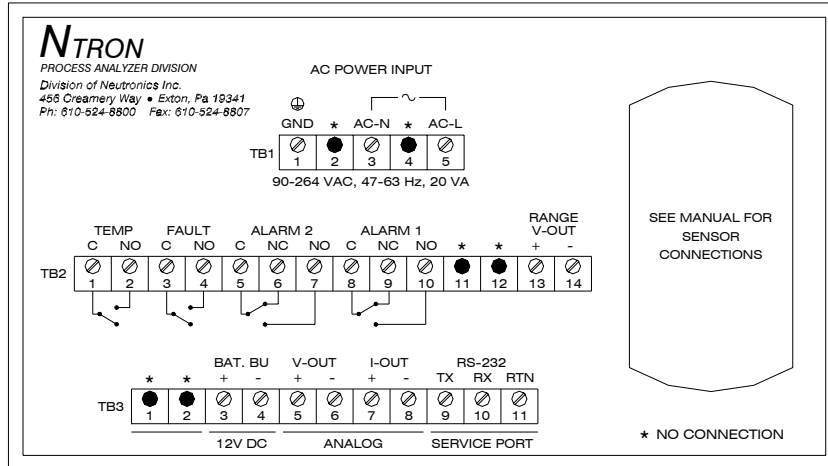 NTRON
PROCESS ANALYZER DIVISION
Division of Neutronics Inc.
456 Creamery Way • Exton, Pa 19341
Ph: 610-524-8800 Fax: 610-524-8807
AC POWER INPUT
GND * AC-N * AC-L
TB1
1 2 3 4 5
90-264 VAC, 47-63 Hz, 20 VA
TEMP FAULT ALARM 2 ALARM 1 RANGE V-OUT
C NO C NO C NC NO C NC NO * * + -
TB2
1 2 3 4 5 6 7 8 9 10 11 12 13 14
SEE MANUAL FOR
SENSOR
CONNECTIONS
BAT. BU V-OUT I-OUT RS-232
* * + - + - + - TX RX RTN
TB3
1 2 3 4 5 6 7 8 9 10 11
12V DC ANALOG SERVICE PORT
* NO CONNECTION